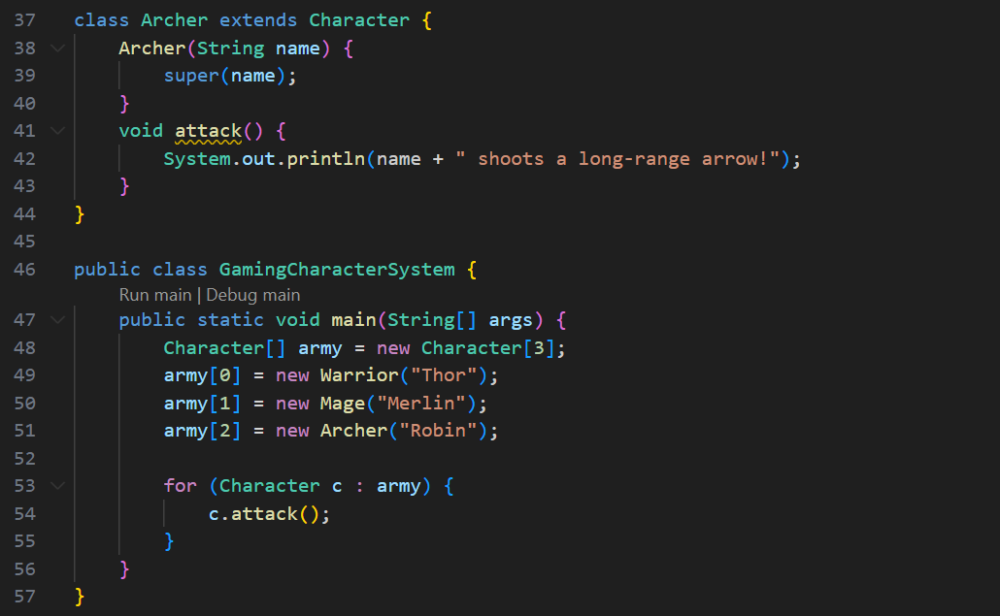 37 class Archer extends Character {
38 Archer(String name) {
39 super(name);
40 }
41 void attack() {
42 System.out.println(name + " shoots a long-range arrow!");
43 }
44 }
45
46 public class GamingCharacterSystem {
Run main | Debug main
47 public static void main(String[] args) {
48 Character[] army = new Character[3];
49 army[0] = new Warrior("Thor");
50 army[1] = new Mage("Merlin");
51 army[2] = new Archer("Robin");
52
53 for (Character c : army) {
54 c.attack();
55 }
56 }
57 }